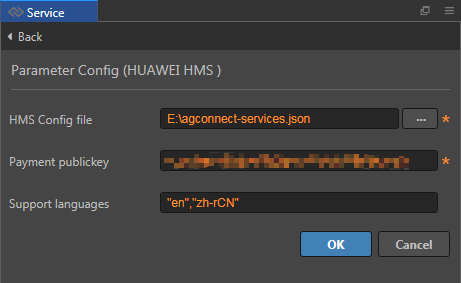 Service
Back
Parameter Config (HUAWEI HMS )
HMS Config file E:\agconnect-services.json ... *
Payment publickey *
Support languages "en","zh-rCN"
OK Cancel